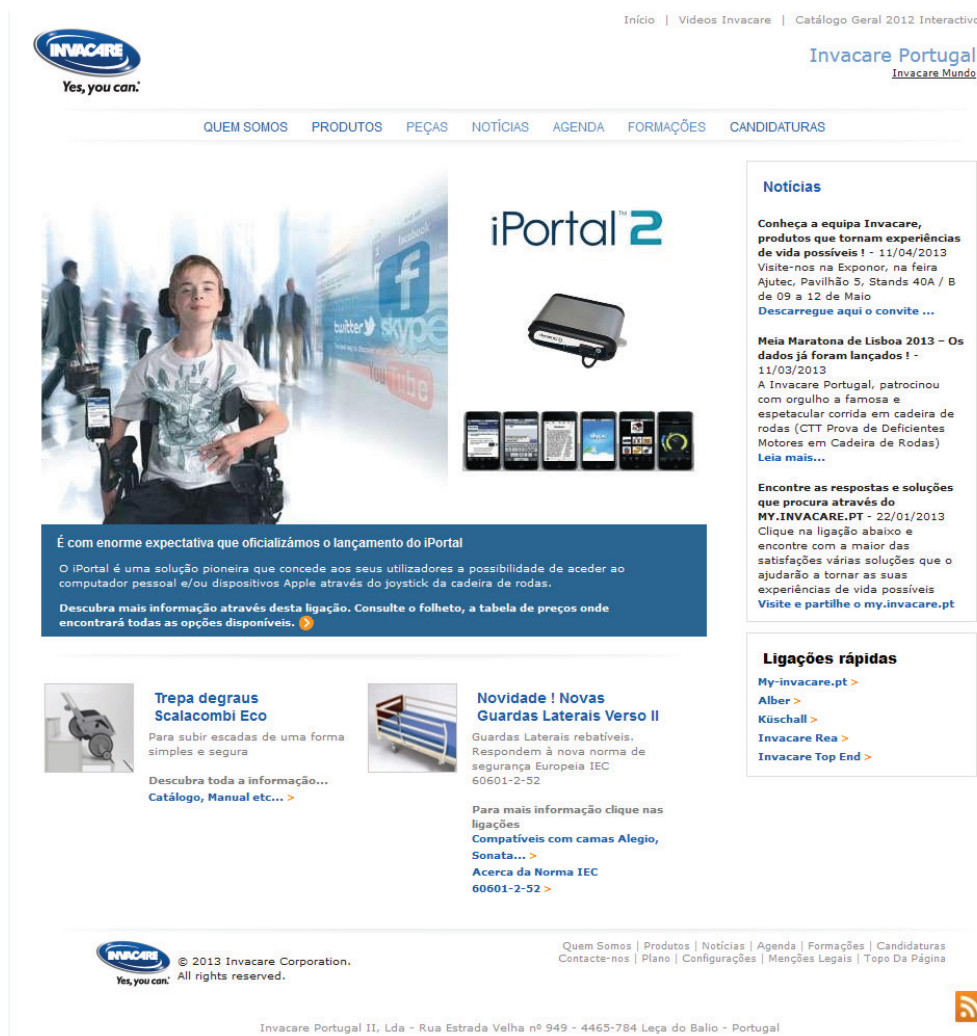 Início | Videos Invacare | Catálogo Geral 2012 Interactivo
INVACARE
Yes, you can.
Invacare Portugal
Invacare Mundo
QUEM SOMOS PRODUTOS PEÇAS NOTÍCIAS AGENDA FORMAÇÕES CANDIDATURAS
facebook
twitter
skype
You Tube
iPortal™2
É com enorme expectativa que oficializámos o lançamento do iPortal
O iPortal é uma solução pioneira que concede aos seus utilizadores a possibilidade de aceder ao
computador pessoal e/ou dispositivos Apple através do joystick da cadeira de rodas.
Descubra mais informação através desta ligação. Consulte o folheto, a tabela de preços onde
encontrará todas as opções disponíveis.
Trepa degraus
Scalacombi Eco
Para subir escadas de uma forma
simples e segura
Descubra toda a informação...
Catálogo, Manual etc... >
Novidade ! Novas
Guardas Laterais Verso II
Guardas Laterais rebatíveis.
Respondem à nova norma de
segurança Europeia IEC
60601-2-52
Para mais informação clique nas
ligações
Compatíveis com camas Alegio,
Sonata... >
Acerca da Norma IEC
60601-2-52 >
Notícias
Conheça a equipa Invacare,
produtos que tornam experiências
de vida possíveis ! - 11/04/2013
Visite-nos na Exponor, na feira
Ajutec, Pavilhão 5, Stands 40A / B
de 09 a 12 de Maio
Descarregue aqui o convite ...
Meia Maratona de Lisboa 2013 – Os
dados já foram lançados ! -
11/03/2013
A Invacare Portugal, patrocinou
com orgulho a famosa e
espetacular corrida em cadeira de
rodas (CTT Prova de Deficientes
Motores em Cadeira de Rodas)
Leia mais...
Encontre as respostas e soluções
que procura através do
MY.INVACARE.PT - 22/01/2013
Clique na ligação abaixo e
encontre com a maior das
satisfações várias soluções que o
ajudarão a tornar as suas
experiências de vida possíveis
Visite e partilhe o my.invacare.pt
Ligações rápidas
My-invacare.pt >
Alber >
Küschall >
Invacare Rea >
Invacare Top End >
INVACARE
Yes, you can.
© 2013 Invacare Corporation.
All rights reserved.
Quem Somos | Produtos | Notícias | Agenda | Formações | Candidaturas
Contacte-nos | Plano | Configurações | Menções Legais | Topo Da Página
Invacare Portugal II, Lda - Rua Estrada Velha nº 949 - 4465-784 Leça do Balio - Portugal